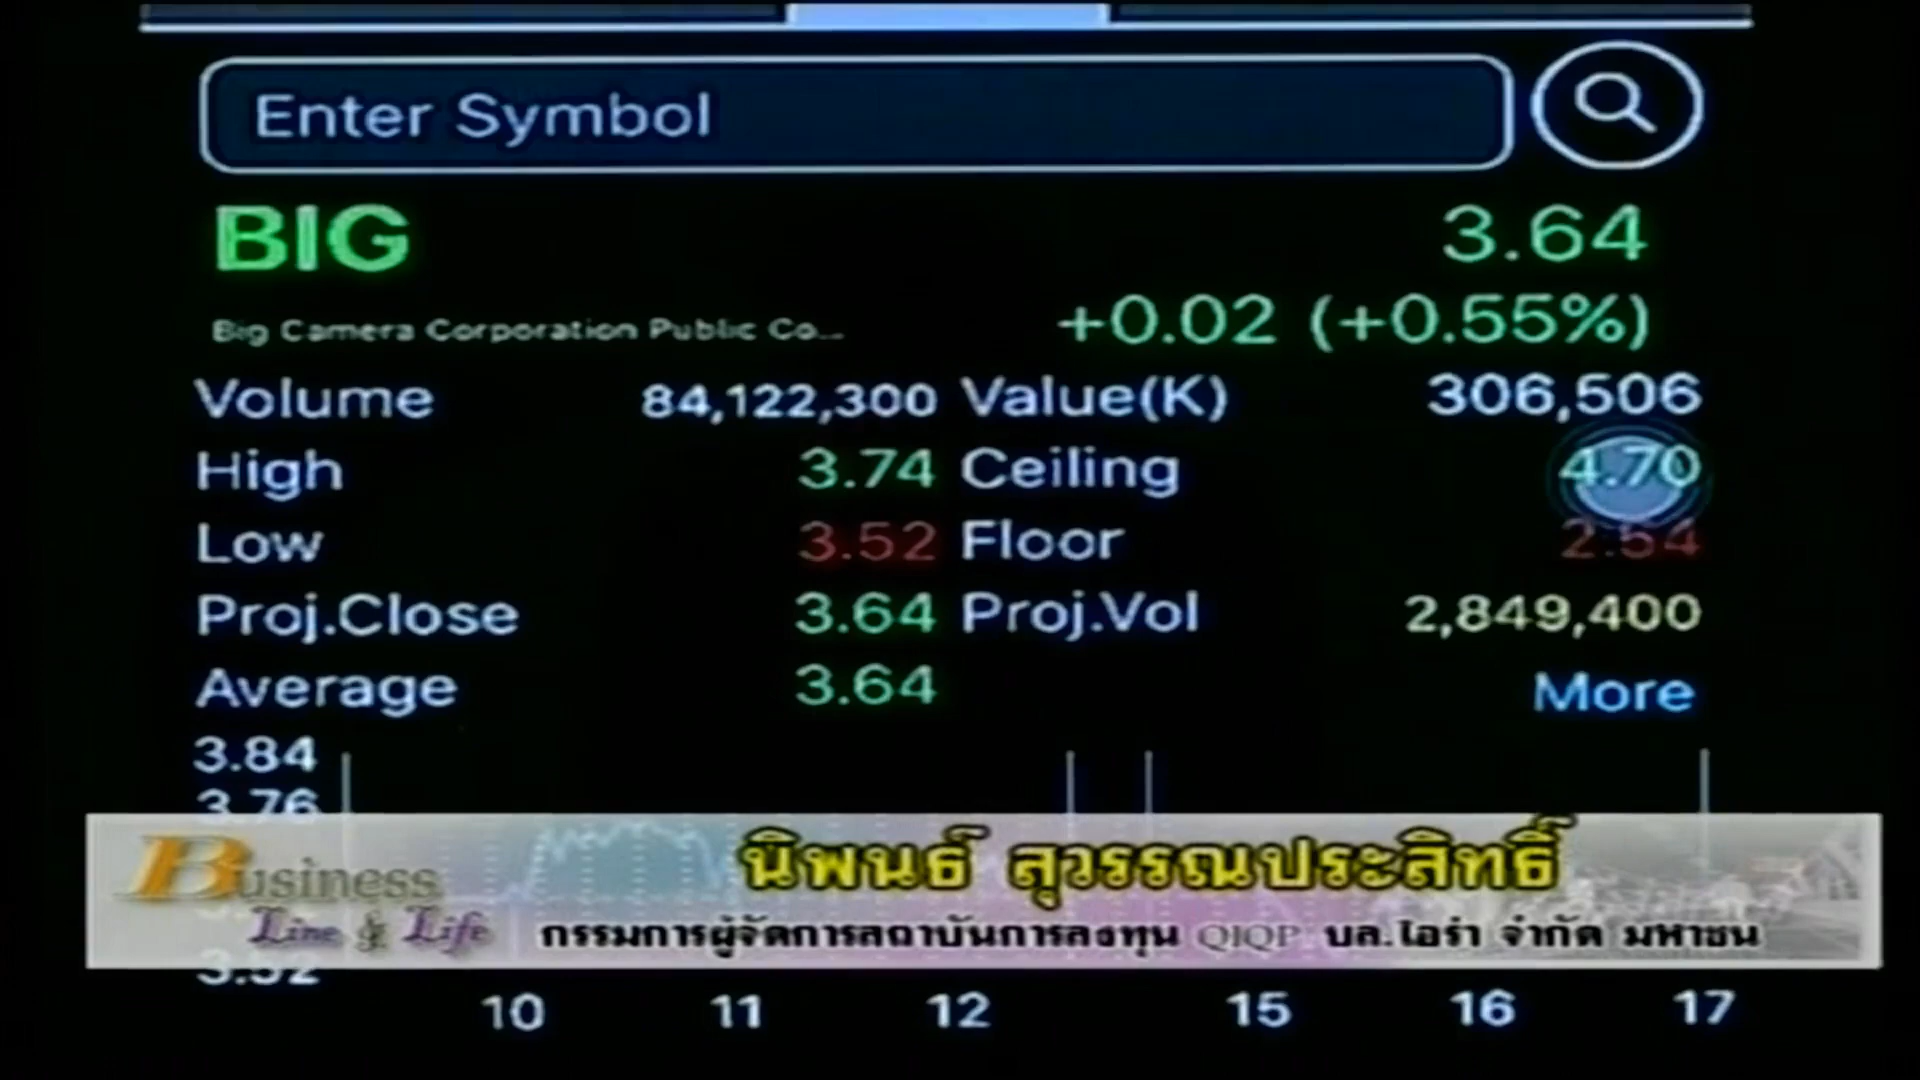 Enter Symbol
BIG 3.64
Big Camera Corporation Public Co... +0.02 (+0.55%)
Volume 84,122,300 Value(K) 306,506
High 3.74 Ceiling 4.70
Low 3.52 Floor 2.54
Proj.Close 3.64 Proj.Vol 2,849,400
Average 3.64 More
3.84
3.76
Business
Line & Life
นิพนธ์ สุวรรณประสิทธิ์
กรรมการผู้จัดการสถาบันการลงทุน QIQP บล.ไอร่า จำกัด มหาชน
3.52
10 11 12 15 16 17